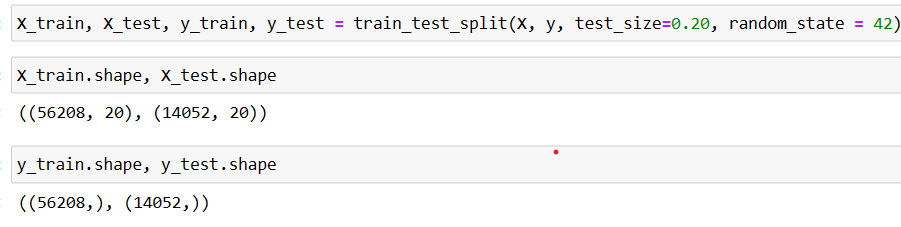 X_train, X_test, y_train, y_test = train_test_split(X, y, test_size=0.20, random_state = 42)
X_train.shape, X_test.shape
((56208, 20), (14052, 20))
y_train.shape, y_test.shape
((56208,), (14052,))